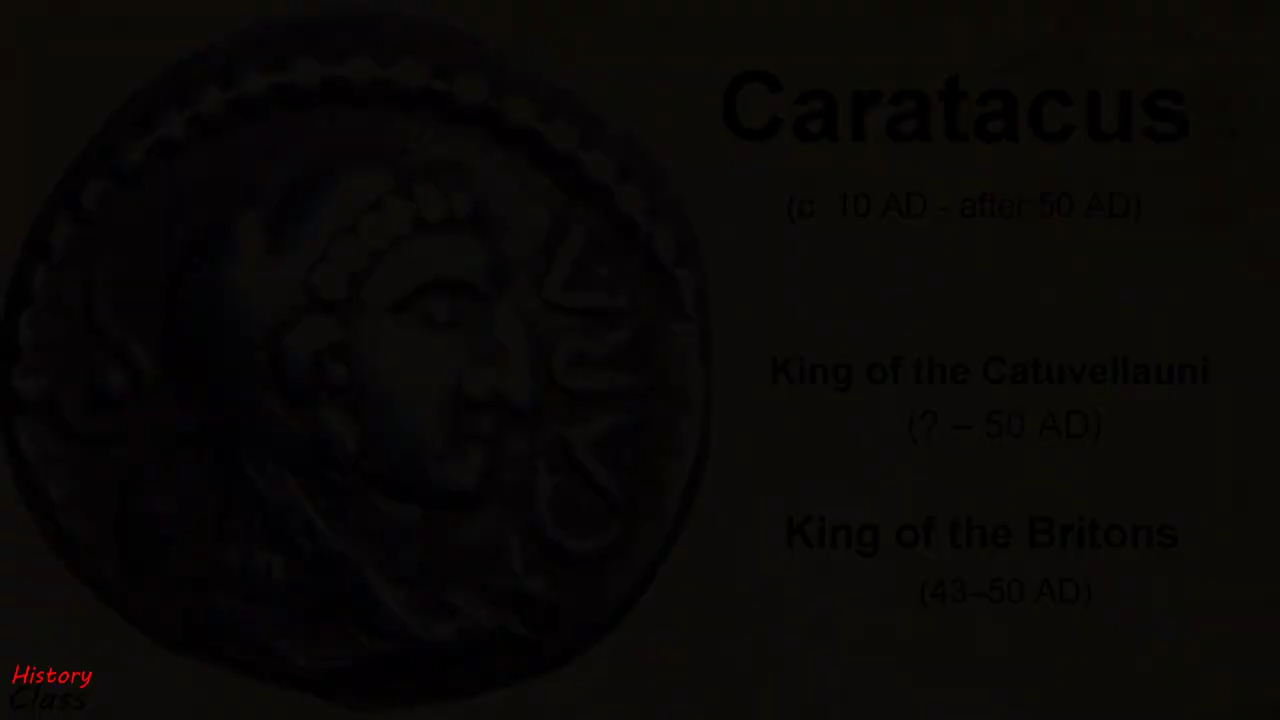 Caratacus
(c. 10 AD - after 50 AD)
King of the Catuvellauni
(? – 50 AD)
King of the Britons
(43–50 AD)
History
Class